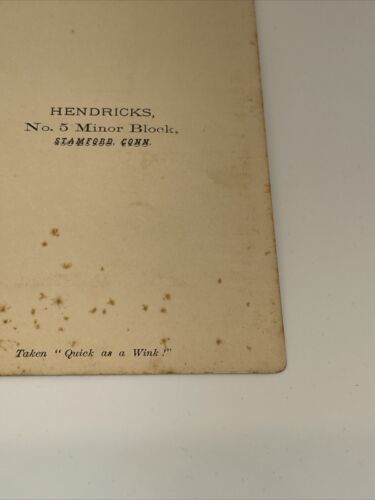 HENDRICKS,
No. 5 Minor Block,
STAMFORD, CONN.
Taken "Quick as a Wink!"